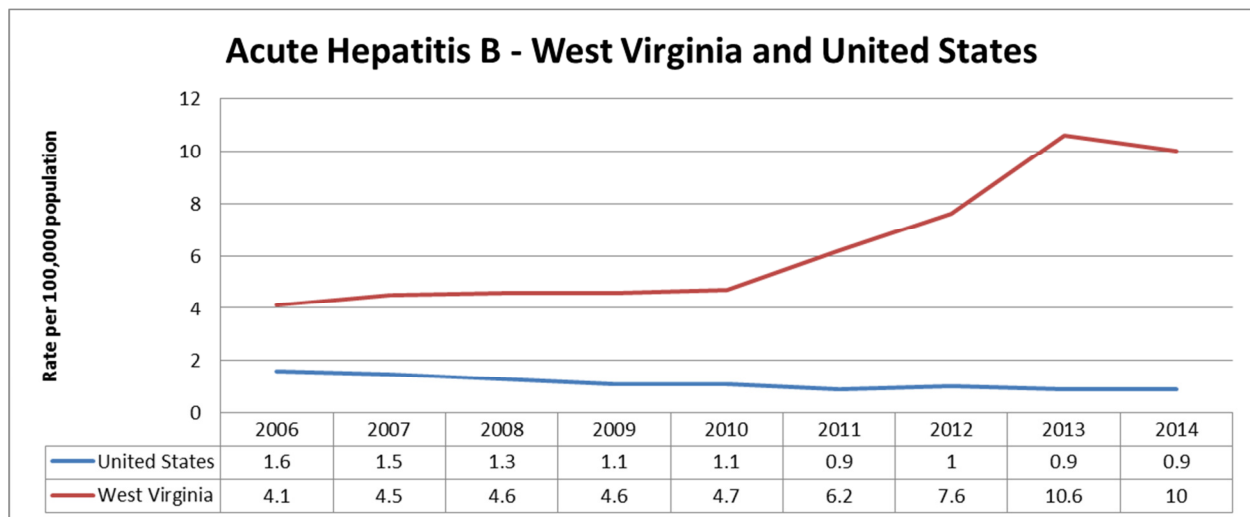 Acute Hepatitis B - West Virginia and United States
Rate per 100,000 population
12
10
8
6
4
2
0
2006 2007 2008 2009 2010 2011 2012 2013 2014
United States 1.6 1.5 1.3 1.1 1.1 0.9 1 0.9 0.9
West Virginia 4.1 4.5 4.6 4.6 4.7 6.2 7.6 10.6 10